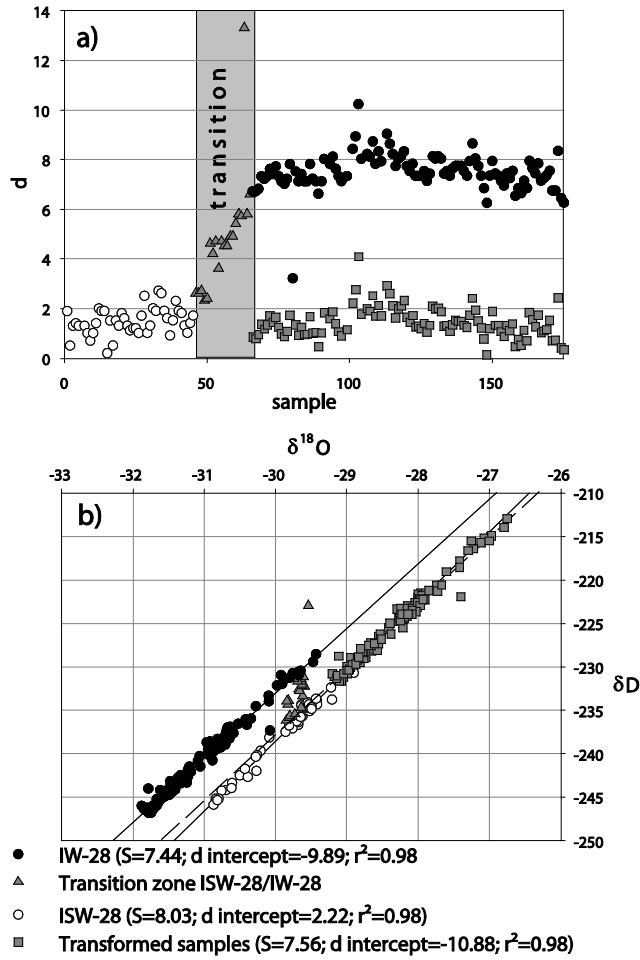 a)
14
12
10
8
6
4
2
0
d
transition
0 50 100 150
sample
δ¹⁸O
-33 -32 -31 -30 -29 -28 -27 -26
b)
-210
-215
-220
-225
-230
-235
-240
-245
-250
δD
IW-28 (S=7.44; d intercept=-9.89; r²=0.98
Transition zone ISW-28/IW-28
ISW-28 (S=8.03; d intercept=2.22; r²=0.98)
Transformed samples (S=7.56; d intercept=-10.88; r²=0.98)